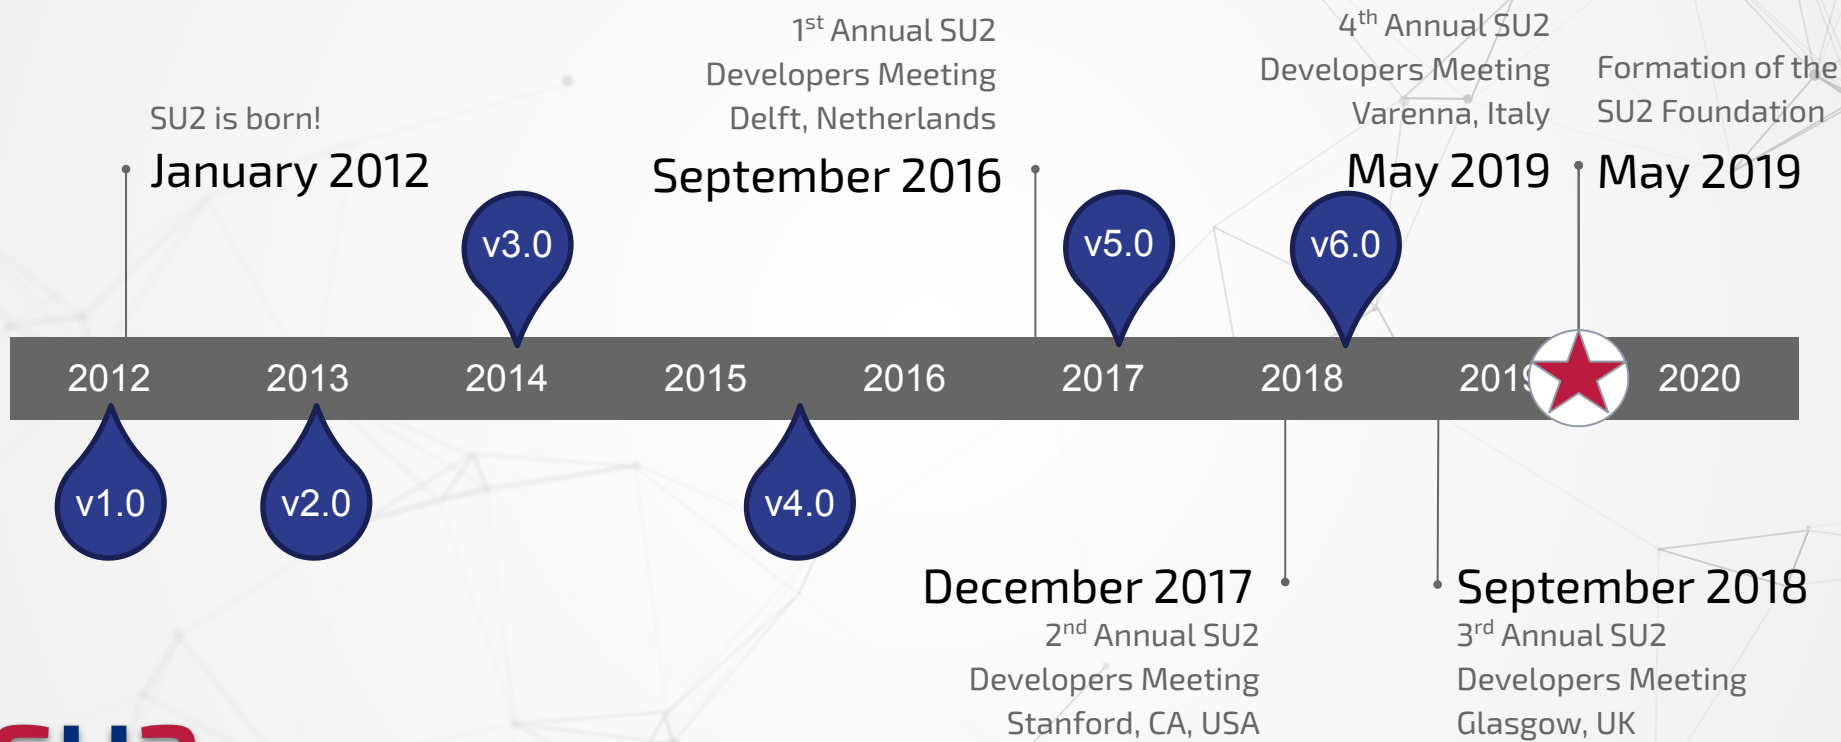 SU2 is born!
January 2012
1st Annual SU2
Developers Meeting
Delft, Netherlands
September 2016
4th Annual SU2
Developers Meeting
Varenna, Italy
May 2019
Formation of the
SU2 Foundation
May 2019
v3.0
v5.0
v6.0
2012 2013 2014 2015 2016 2017 2018 2019 2020
v1.0
v2.0
v4.0
December 2017
2nd Annual SU2
Developers Meeting
Stanford, CA, USA
September 2018
3rd Annual SU2
Developers Meeting
Glasgow, UK
SU2